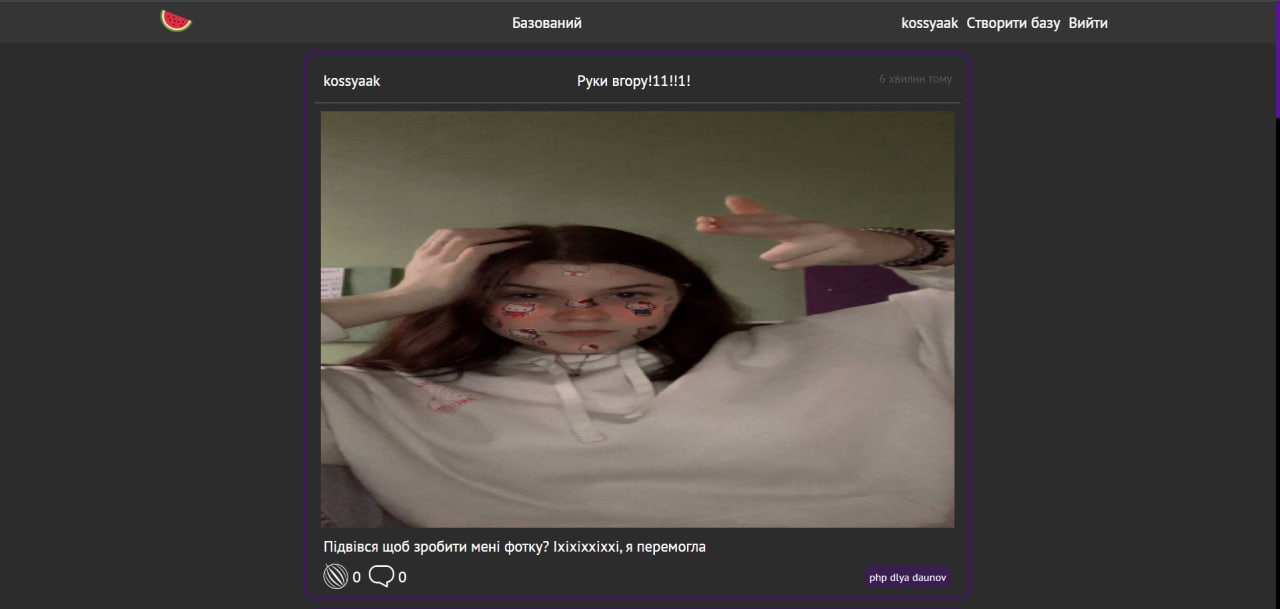 Базований
kossyaak Створити базу Вийти
kossyaak
Руки вгору!11!!1!
6 хвилин тому
Підвівся щоб зробити мені фотку? Іхіхіххіххі, я перемогла
0 0
php dlya daunov